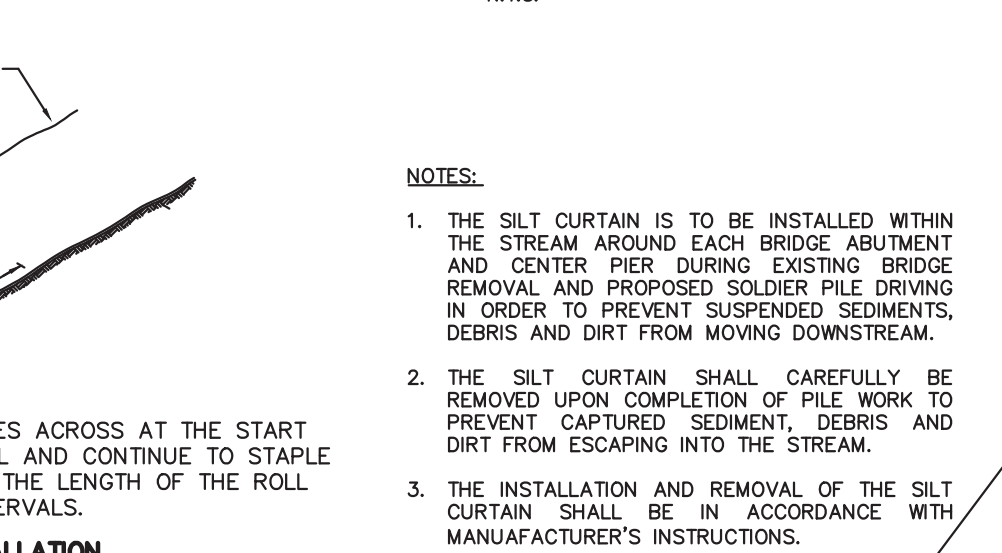 NOTES:
1. THE SILT CURTAIN IS TO BE INSTALLED WITHIN
THE STREAM AROUND EACH BRIDGE ABUTMENT
AND CENTER PIER DURING EXISTING BRIDGE
REMOVAL AND PROPOSED SOLDIER PILE DRIVING
IN ORDER TO PREVENT SUSPENDED SEDIMENTS,
DEBRIS AND DIRT FROM MOVING DOWNSTREAM.
2. THE SILT CURTAIN SHALL CAREFULLY BE
REMOVED UPON COMPLETION OF PILE WORK TO
PREVENT CAPTURED SEDIMENT, DEBRIS AND
DIRT FROM ESCAPING INTO THE STREAM.
3. THE INSTALLATION AND REMOVAL OF THE SILT
CURTAIN SHALL BE IN ACCORDANCE WITH
MANUAFACTURER'S INSTRUCTIONS.
ACROSS AT THE START
AND CONTINUE TO STAPLE
THE LENGTH OF THE ROLL